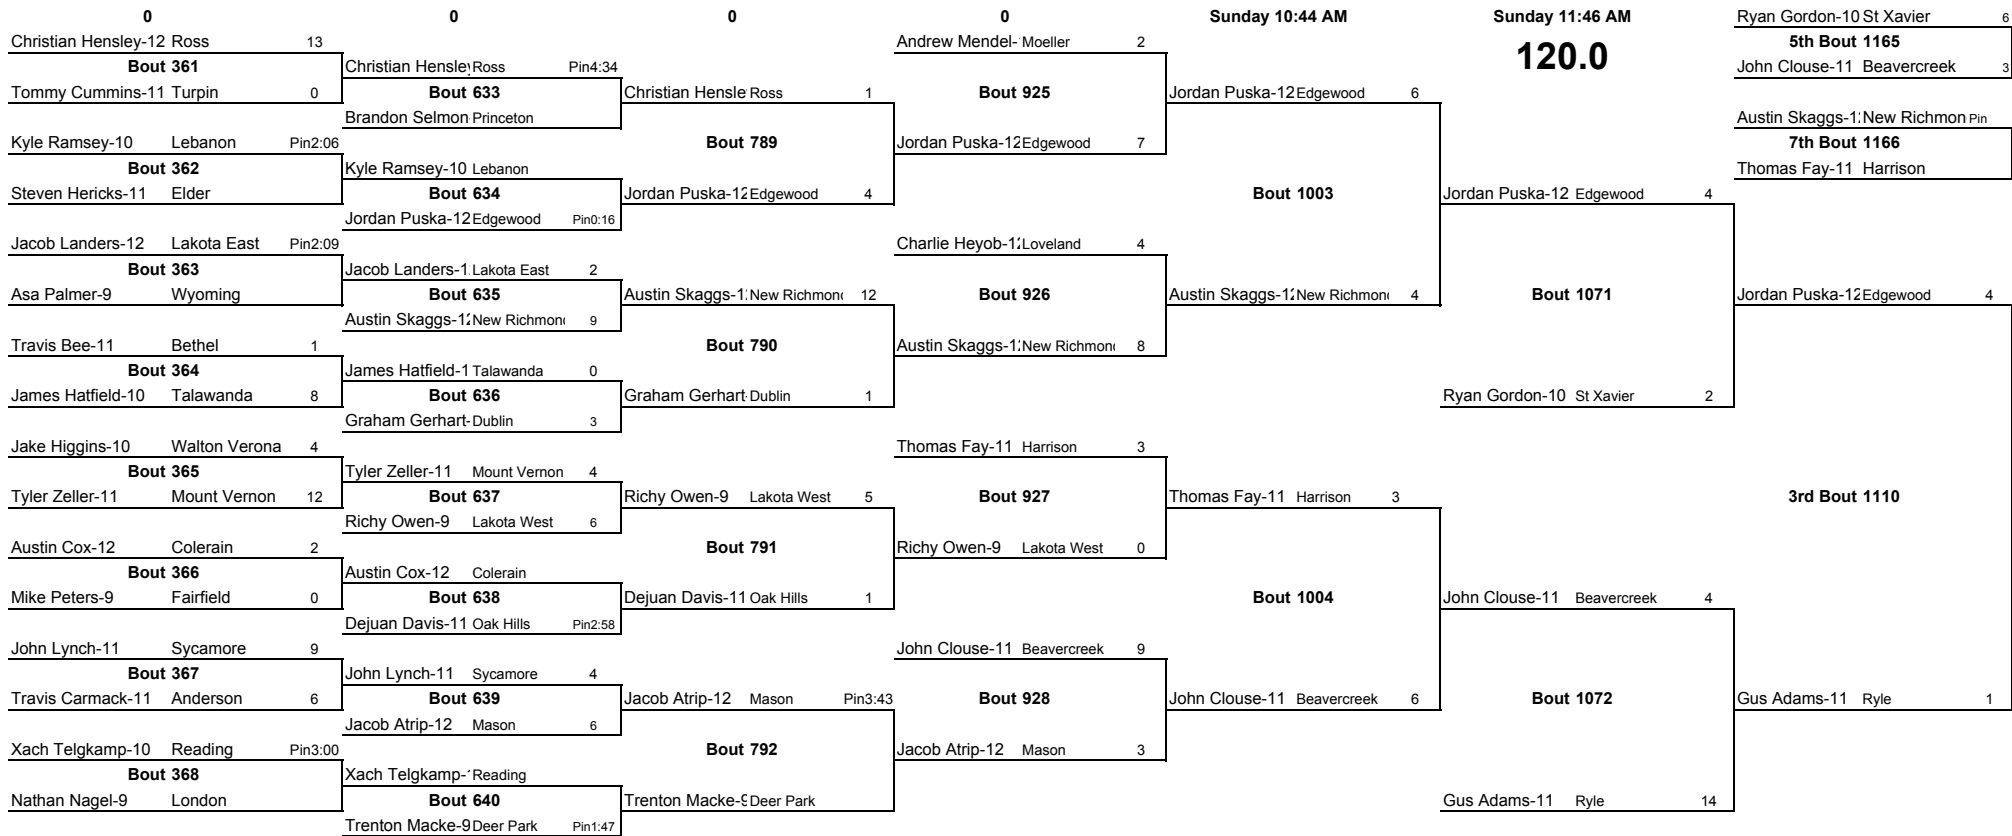 0 0 0 0 Sunday 10:44 AM Sunday 11:46 AM Ryan Gordon-10 St Xavier 6
Christian Hensley-12 Ross 13 Andrew Mendel- Moeller 2 120.0 5th Bout 1165
Bout 361 Christian Hensley Ross Pin4:34 John Clouse-11 Beavercreek 3
Tommy Cummins-11 Turpin 0 Bout 633 Christian Hensle Ross 1 Bout 925 Jordan Puska-12 Edgewood 6
Brandon Selmon Princeton Austin Skaggs-1 New Richmon Pin
Kyle Ramsey-10 Lebanon Pin2:06 Bout 789 Jordan Puska-12 Edgewood 7 7th Bout 1166
Bout 362 Kyle Ramsey-10 Lebanon Thomas Fay-11 Harrison
Steven Hericks-11 Elder Bout 634 Jordan Puska-12 Edgewood 4 Bout 1003 Jordan Puska-12 Edgewood 4
Jordan Puska-12 Edgewood Pin0:16
Jacob Landers-12 Lakota East Pin2:09 Charlie Heyob-12 Loveland 4
Bout 363 Jacob Landers-1 Lakota East 2
Asa Palmer-9 Wyoming Bout 635 Austin Skaggs-1 New Richmond 12 Bout 926 Austin Skaggs-12 New Richmond 4 Bout 1071 Jordan Puska-12 Edgewood 4
Austin Skaggs-12 New Richmond 9
Travis Bee-11 Bethel 1 Bout 790 Austin Skaggs-1 New Richmond 8
Bout 364 James Hatfield-1 Talawanda 0
James Hatfield-10 Talawanda 8 Bout 636 Graham Gerhart- Dublin 1 Ryan Gordon-10 St Xavier 2
Graham Gerhart- Dublin 3
Jake Higgins-10 Walton Verona 4 Thomas Fay-11 Harrison 3
Bout 365 Tyler Zeller-11 Mount Vernon 4
Tyler Zeller-11 Mount Vernon 12 Bout 637 Richy Owen-9 Lakota West 5 Bout 927 Thomas Fay-11 Harrison 3 3rd Bout 1110
Richy Owen-9 Lakota West 6
Austin Cox-12 Colerain 2 Bout 791 Richy Owen-9 Lakota West 0
Bout 366 Austin Cox-12 Colerain
Mike Peters-9 Fairfield 0 Bout 638 Dejuan Davis-11 Oak Hills 1 Bout 1004 John Clouse-11 Beavercreek 4
Dejuan Davis-11 Oak Hills Pin2:58
John Lynch-11 Sycamore 9 John Clouse-11 Beavercreek 9
Bout 367 John Lynch-11 Sycamore 4
Travis Carmack-11 Anderson 6 Bout 639 Jacob Atrip-12 Mason Pin3:43 Bout 928 John Clouse-11 Beavercreek 6 Bout 1072 Gus Adams-11 Ryle 1
Jacob Atrip-12 Mason 6
Xach Telgkamp-10 Reading Pin3:00 Bout 792 Jacob Atrip-12 Mason 3
Bout 368 Xach Telgkamp- Reading
Nathan Nagel-9 London Bout 640 Trenton Macke-9 Deer Park Gus Adams-11 Ryle 14
Trenton Macke-9 Deer Park Pin1:47